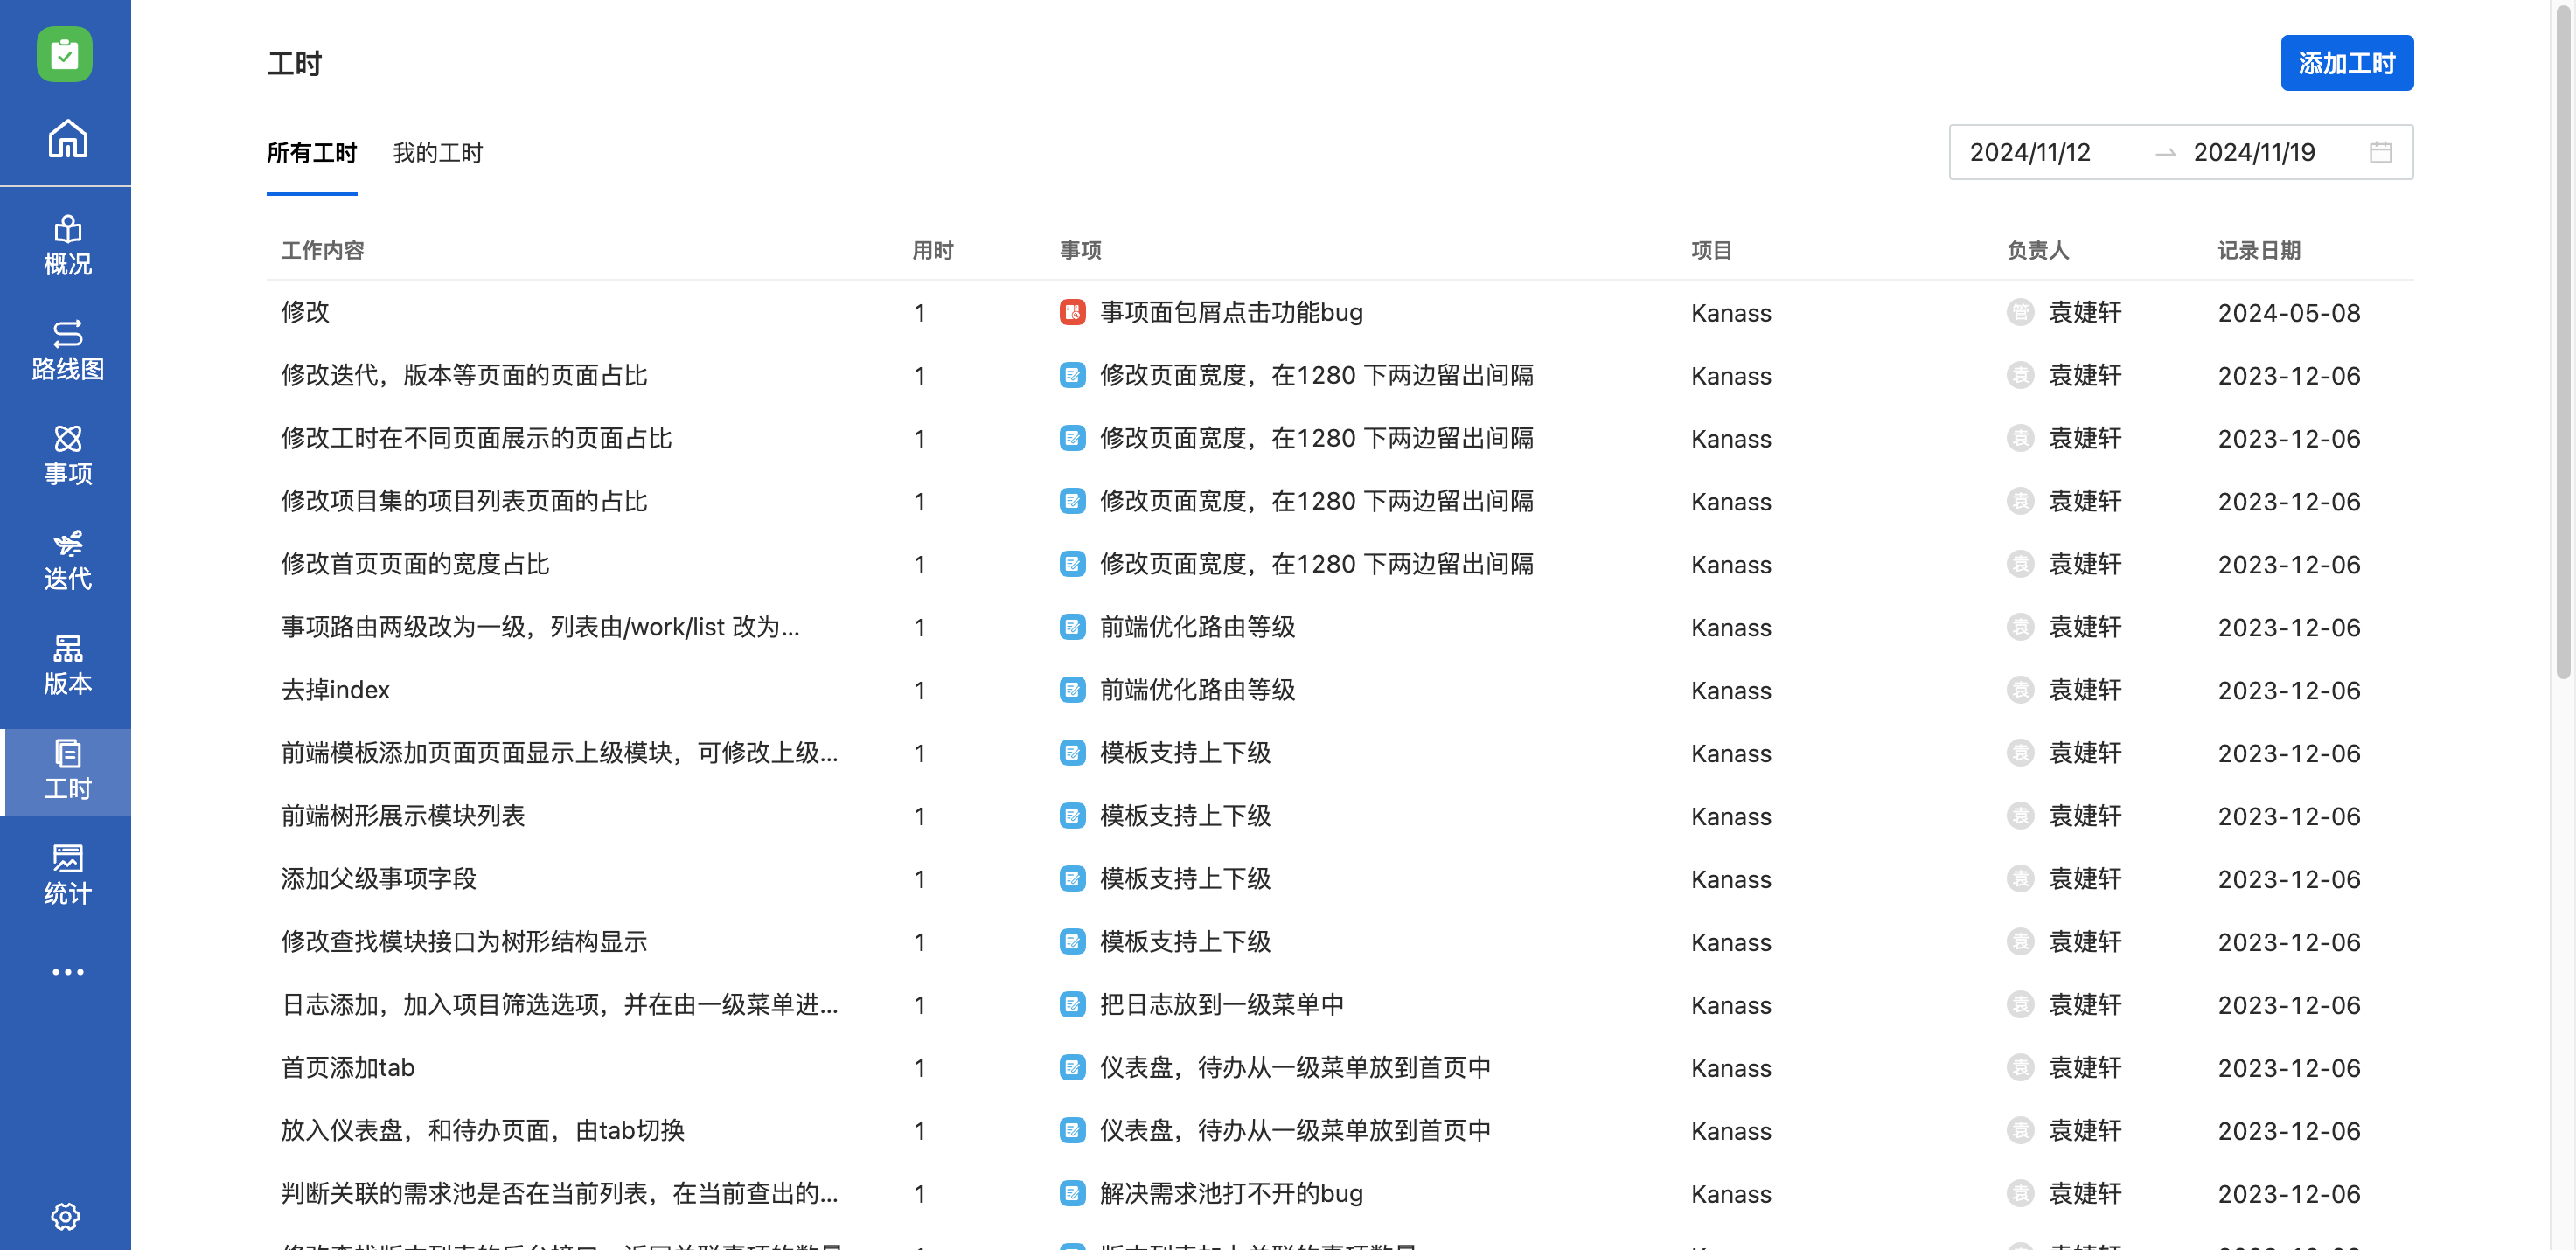 工时
添加工时
所有工时 我的工时
2024/11/12 → 2024/11/19
概况
路线图
事项
迭代
版本
工时
统计
工作内容 用时 事项 项目 负责人 记录日期
修改 1 事项面包屑点击功能bug Kanass 管 袁婕轩 2024-05-08
修改迭代，版本等页面的页面占比 1 修改页面宽度，在1280 下两边留出间隔 Kanass 袁 袁婕轩 2023-12-06
修改工时在不同页面展示的页面占比 1 修改页面宽度，在1280 下两边留出间隔 Kanass 袁 袁婕轩 2023-12-06
修改项目集的项目列表页面的占比 1 修改页面宽度，在1280 下两边留出间隔 Kanass 袁 袁婕轩 2023-12-06
修改首页页面的宽度占比 1 修改页面宽度，在1280 下两边留出间隔 Kanass 袁 袁婕轩 2023-12-06
事项路由两级改为一级，列表由/work/list 改为... 1 前端优化路由等级 Kanass 袁 袁婕轩 2023-12-06
去掉index 1 前端优化路由等级 Kanass 袁 袁婕轩 2023-12-06
前端模板添加页面页面显示上级模块，可修改上级... 1 模板支持上下级 Kanass 袁 袁婕轩 2023-12-06
前端树形展示模块列表 1 模板支持上下级 Kanass 袁 袁婕轩 2023-12-06
添加父级事项字段 1 模板支持上下级 Kanass 袁 袁婕轩 2023-12-06
修改查找模块接口为树形结构显示 1 模板支持上下级 Kanass 袁 袁婕轩 2023-12-06
日志添加，加入项目筛选选项，并在由一级菜单进... 1 把日志放到一级菜单中 Kanass 袁 袁婕轩 2023-12-06
首页添加tab 1 仪表盘，待办从一级菜单放到首页中 Kanass 袁 袁婕轩 2023-12-06
放入仪表盘，和待办页面，由tab切换 1 仪表盘，待办从一级菜单放到首页中 Kanass 袁 袁婕轩 2023-12-06
判断关联的需求池是否在当前列表，在当前查出的... 1 解决需求池打不开的bug Kanass 袁 袁婕轩 2023-12-06